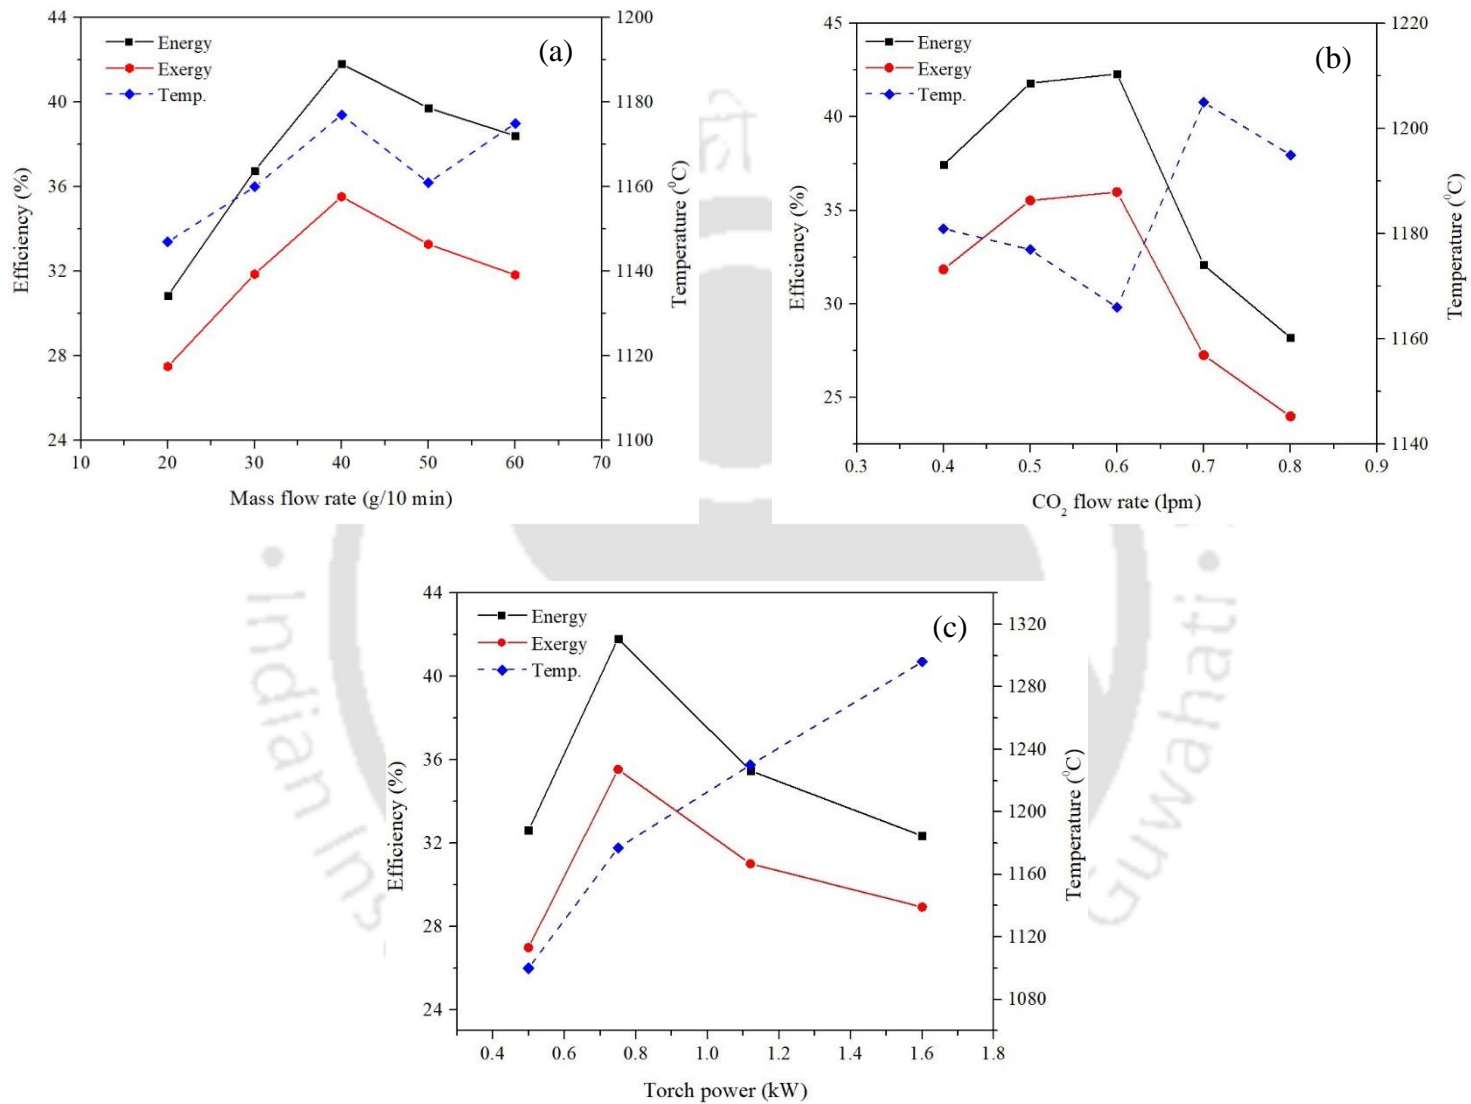 (a)
Energy
Exergy
Temp.
44
40
36
32
28
24
Efficiency (%)
1200
1180
1160
1140
1120
1100
Temperature (⁰C)
10 20 30 40 50 60 70
Mass flow rate (g/10 min)
(b)
Energy
Exergy
Temp.
45
40
35
30
25
Efficiency (%)
1220
1200
1180
1160
1140
Temperature (⁰C)
0.3 0.4 0.5 0.6 0.7 0.8 0.9
CO₂ flow rate (lpm)
(c)
Energy
Exergy
Temp.
44
40
36
32
28
24
Efficiency (%)
1320
1280
1240
1200
1160
1120
1080
Temperature (⁰C)
0.4 0.6 0.8 1.0 1.2 1.4 1.6 1.8
Torch power (kW)
Indian Ins
Guwahati